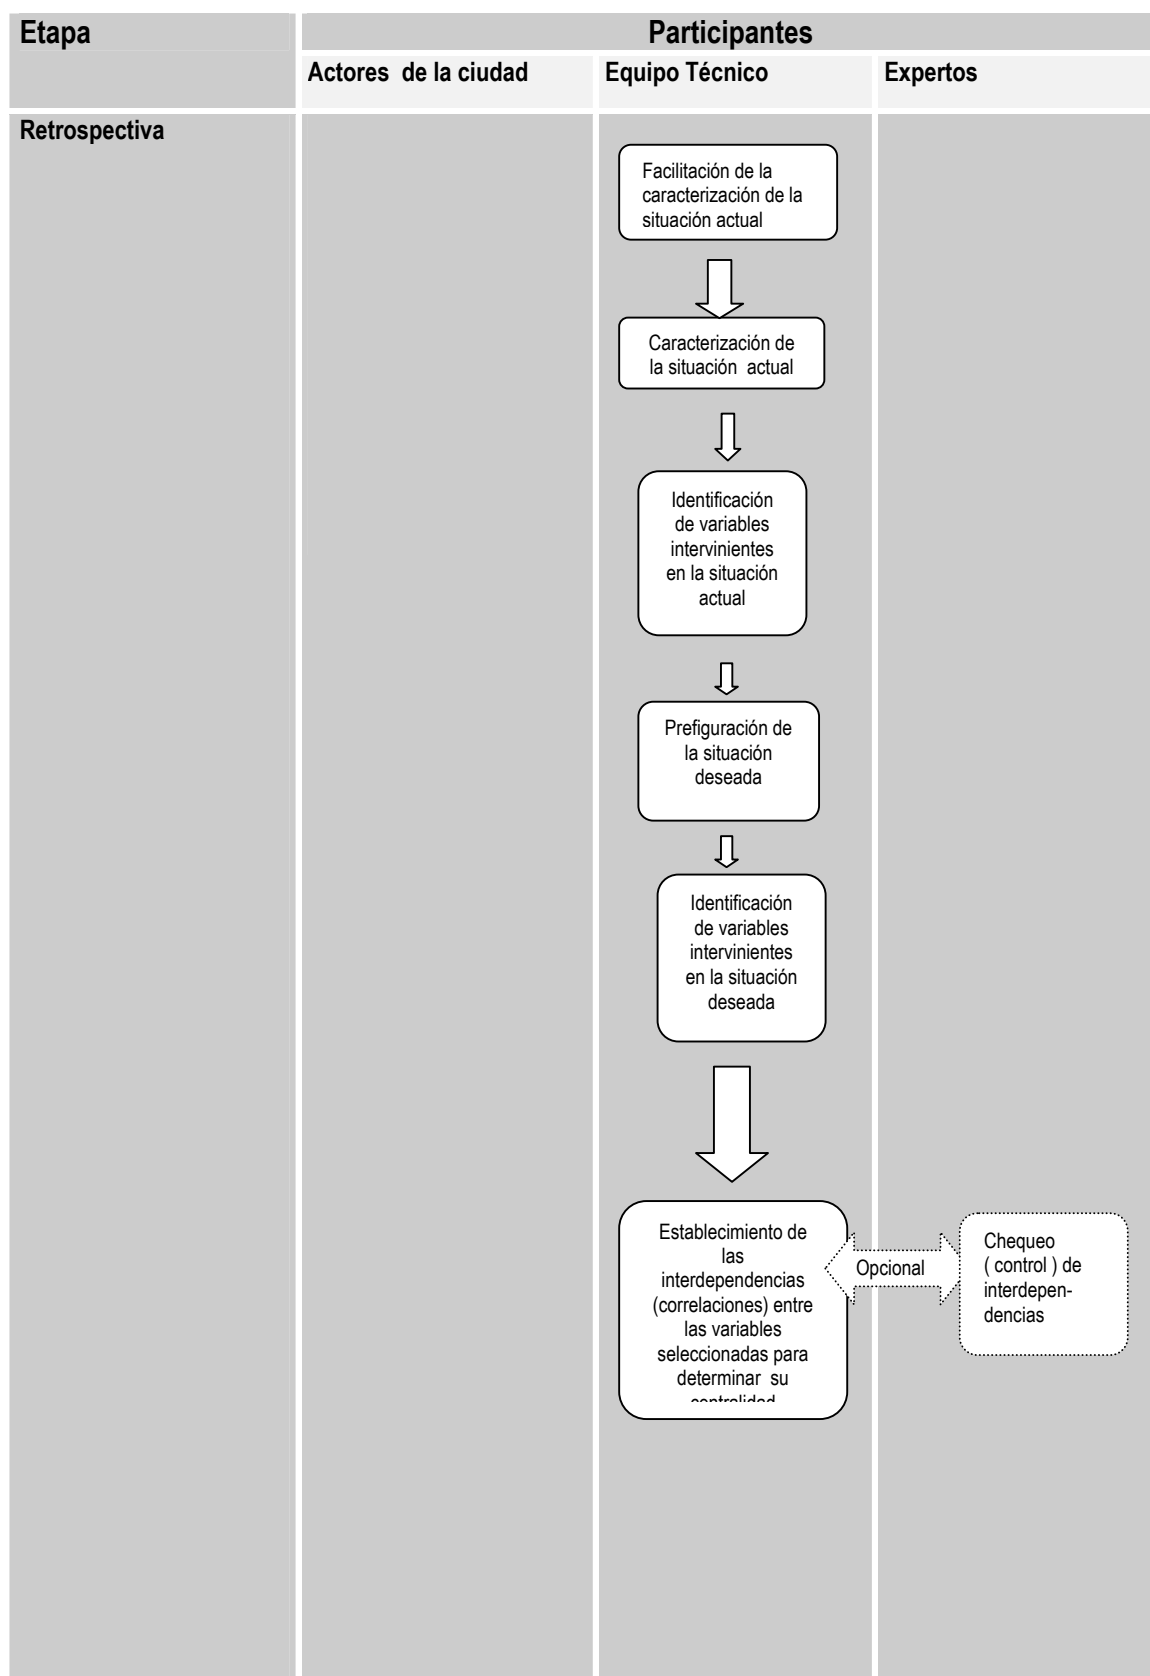 Etapa
Participantes
Actores de la ciudad
Equipo Técnico
Expertos
Retrospectiva
Facilitación de la
caracterización de la
situación actual
Caracterización de
la situación actual
Identificación
de variables
intervinientes
en la situación
actual
Prefiguración de
la situación
deseada
Identificación
de variables
intervinientes
en la situación
deseada
Establecimiento de
las
interdependencias
(correlaciones) entre
las variables
seleccionadas para
determinar su
centralidad
Opcional
Chequeo
( control ) de
interdepen-
dencias